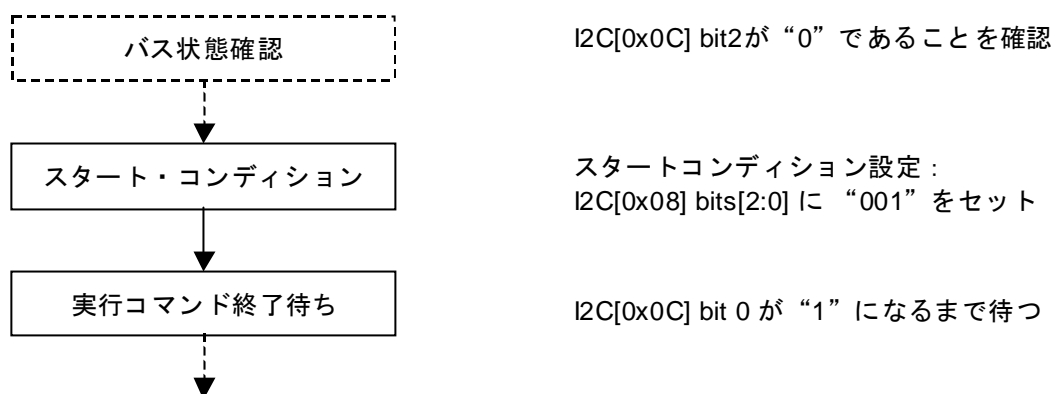 バス状態確認
I2C[0x0C] bit2が“0”であることを確認
スタート・コンディション
スタートコンディション設定:
I2C[0x08] bits[2:0] に “001”をセット
実行コマンド終了待ち
I2C[0x0C] bit 0 が“1”になるまで待つ